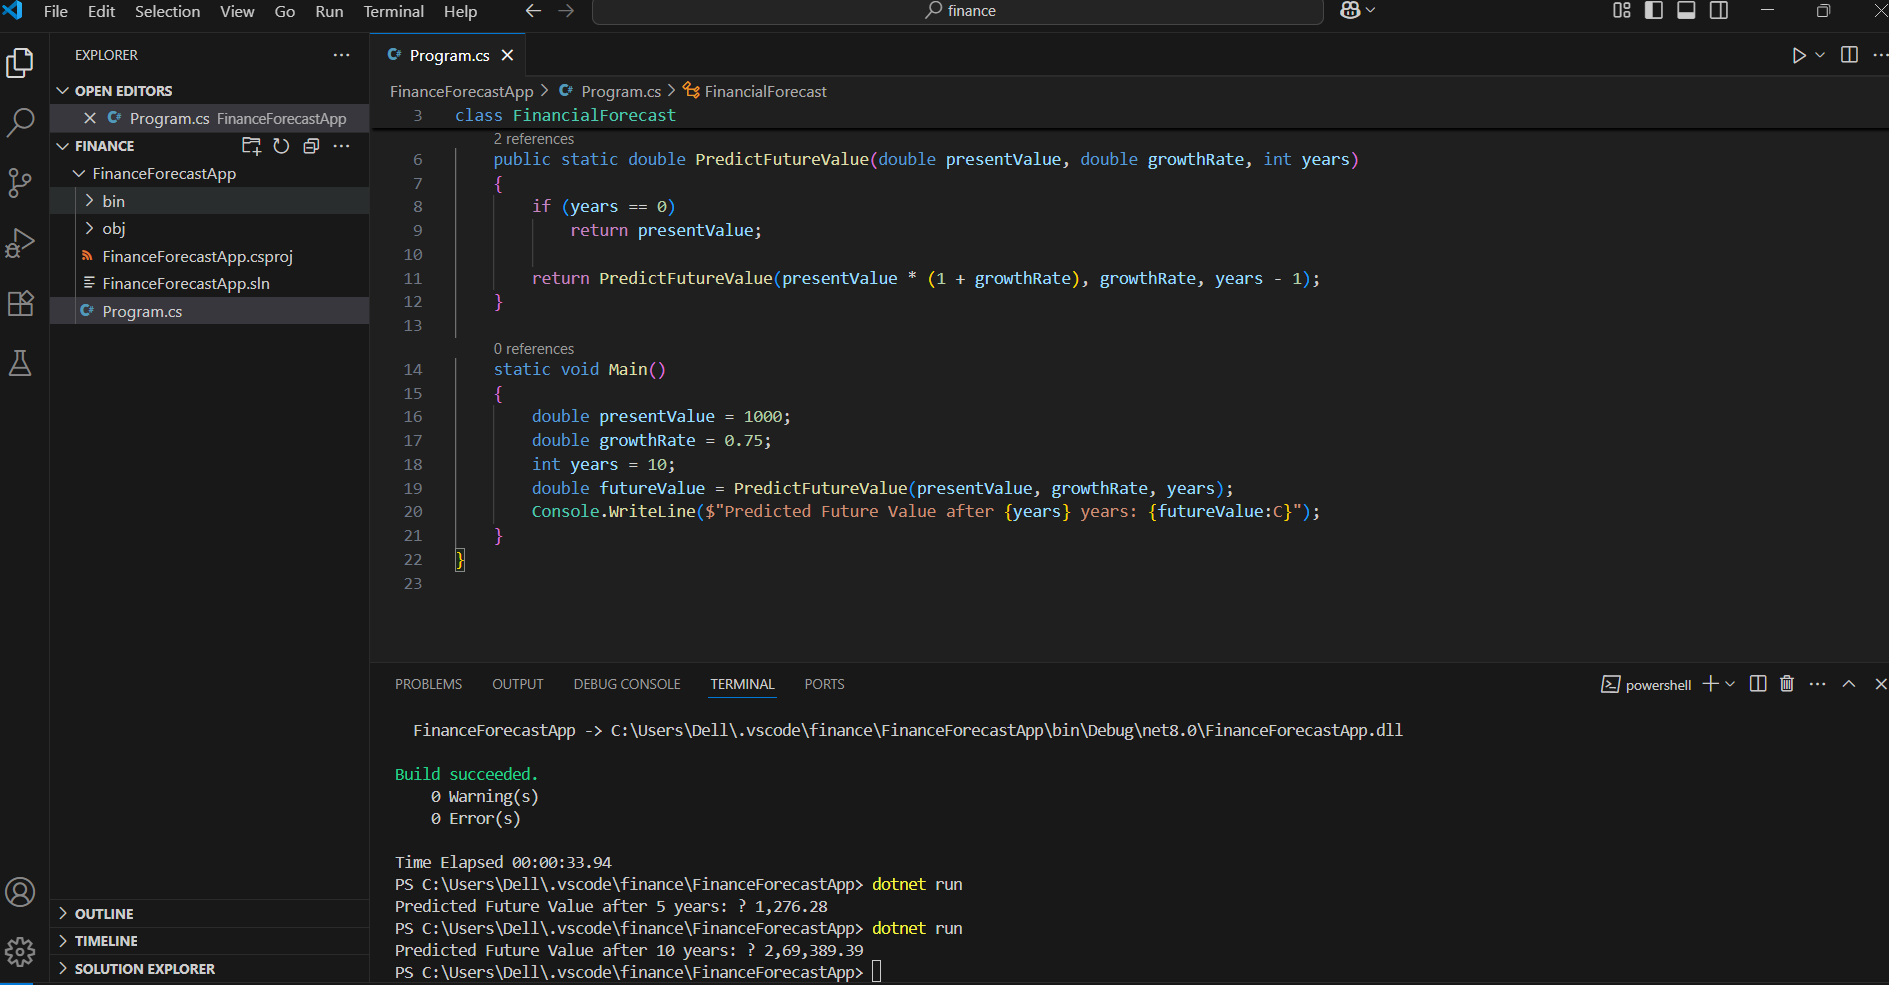 File Edit Selection View Go Run Terminal Help
finance
EXPLORER
OPEN EDITORS
Program.cs FinanceForecastApp
FINANCE
FinanceForecastApp
bin
obj
FinanceForecastApp.csproj
FinanceForecastApp.sln
Program.cs
OUTLINE
TIMELINE
SOLUTION EXPLORER
Program.cs
FinanceForecastApp > Program.cs > FinancialForecast
3 class FinancialForecast
2 references
6 public static double PredictFutureValue(double presentValue, double growthRate, int years)
7 {
8 if (years == 0)
9 return presentValue;
10
11 return PredictFutureValue(presentValue * (1 + growthRate), growthRate, years - 1);
12 }
13
0 references
14 static void Main()
15 {
16 double presentValue = 1000;
17 double growthRate = 0.75;
18 int years = 10;
19 double futureValue = PredictFutureValue(presentValue, growthRate, years);
20 Console.WriteLine($"Predicted Future Value after {years} years: {futureValue:C}");
21 }
22 }
23
PROBLEMS OUTPUT DEBUG CONSOLE TERMINAL PORTS
powershell
FinanceForecastApp -> C:\Users\Dell\.vscode\finance\FinanceForecastApp\bin\Debug\net8.0\FinanceForecastApp.dll
Build succeeded.
0 Warning(s)
0 Error(s)
Time Elapsed 00:00:33.94
PS C:\Users\Dell\.vscode\finance\FinanceForecastApp> dotnet run
Predicted Future Value after 5 years: ? 1,276.28
PS C:\Users\Dell\.vscode\finance\FinanceForecastApp> dotnet run
Predicted Future Value after 10 years: ? 2,69,389.39
PS C:\Users\Dell\.vscode\finance\FinanceForecastApp>